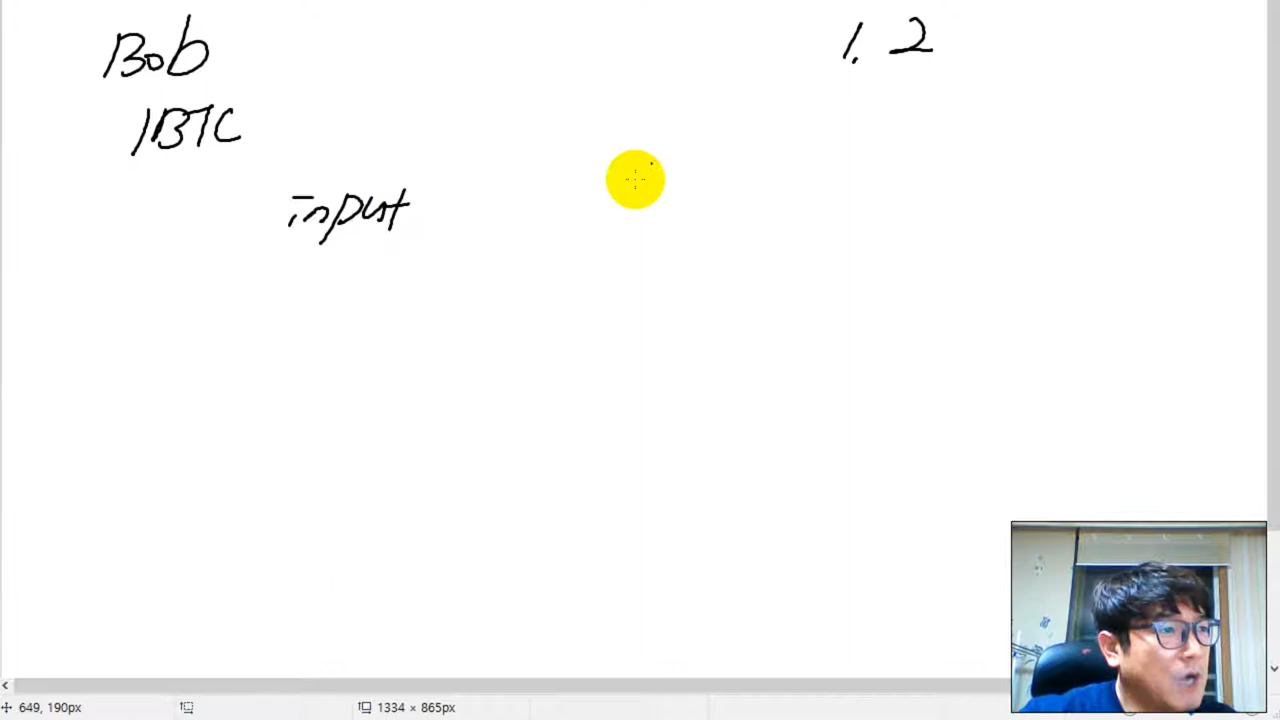 Bob
1. 2
1BTC
input
649, 190px
1334 × 865px